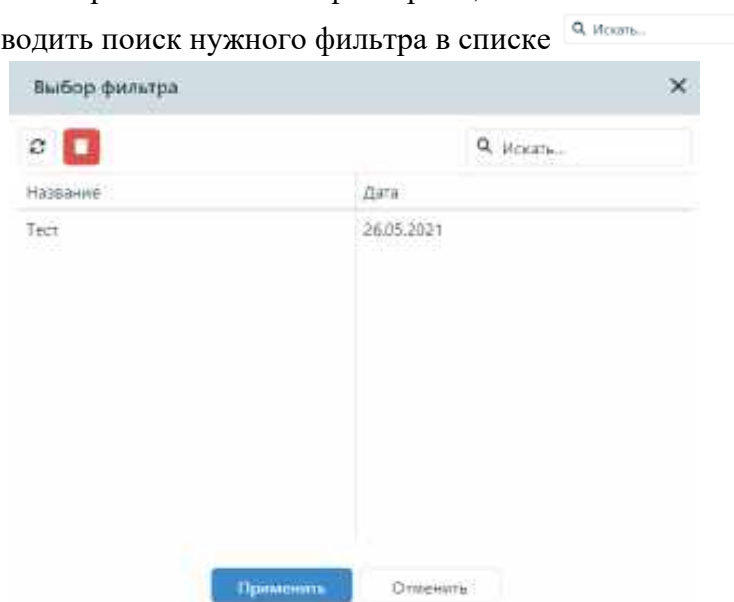 водить поиск нужного фильтра в списке Искать...
Выбор фильтра
Искать...
Название Дата
Тест 26.05.2021
Применить Отменить